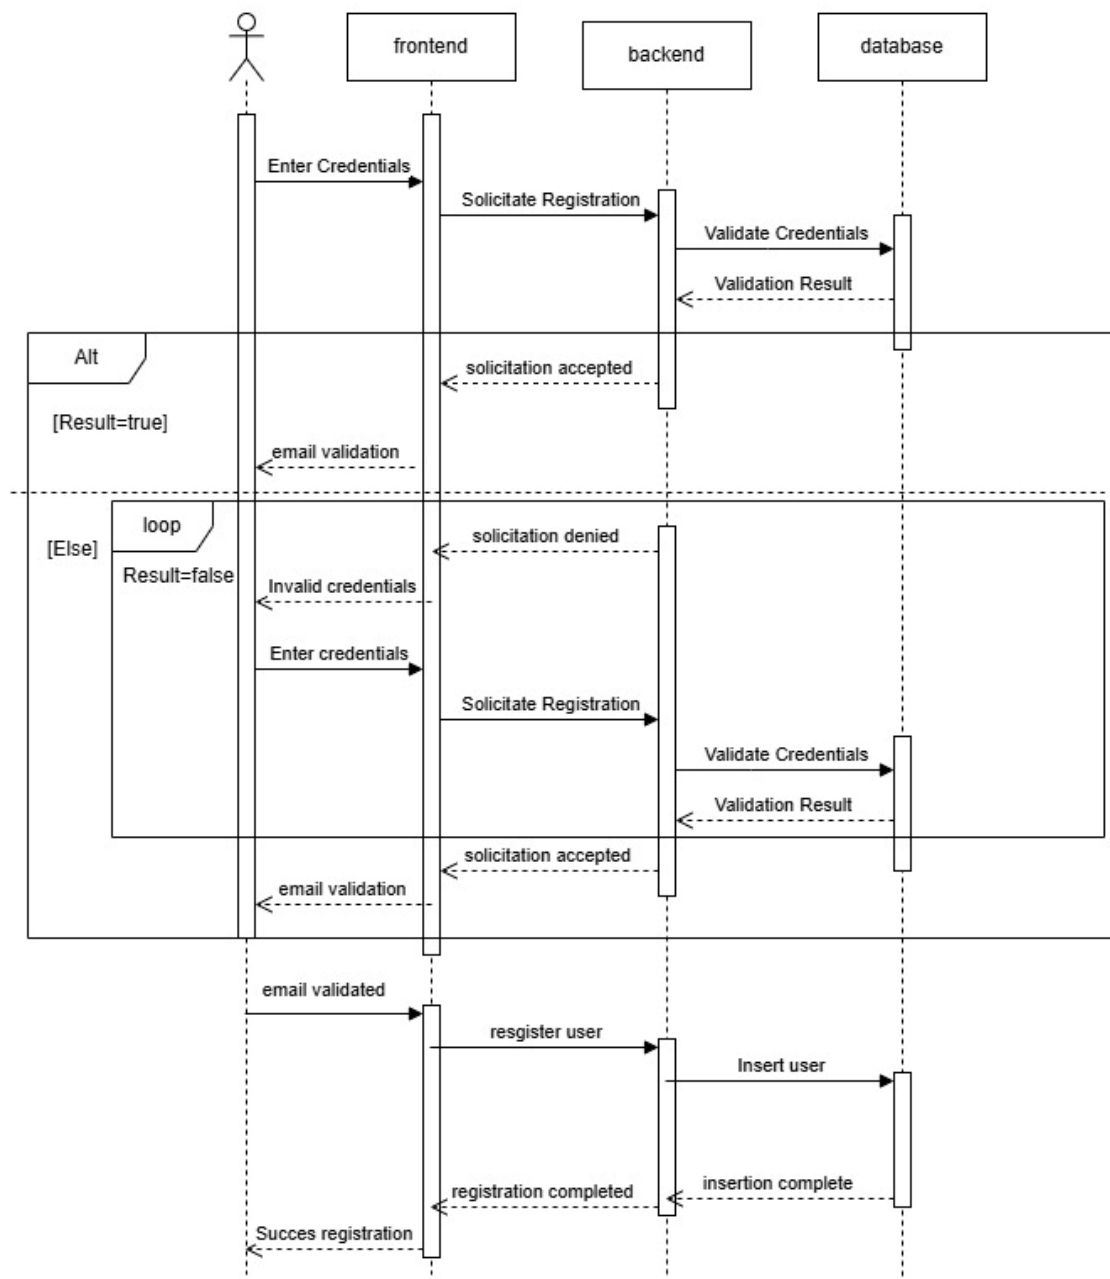 frontend
backend
database
Enter Credentials
Solicitate Registration
Validate Credentials
Validation Result
Alt
solicitation accepted
[Result=true]
email validation
loop
[Else]
solicitation denied
Result=false
Invalid credentials
Enter credentials
Solicitate Registration
Validate Credentials
Validation Result
solicitation accepted
email validation
email validated
resgister user
Insert user
insertion complete
registration completed
Succes registration